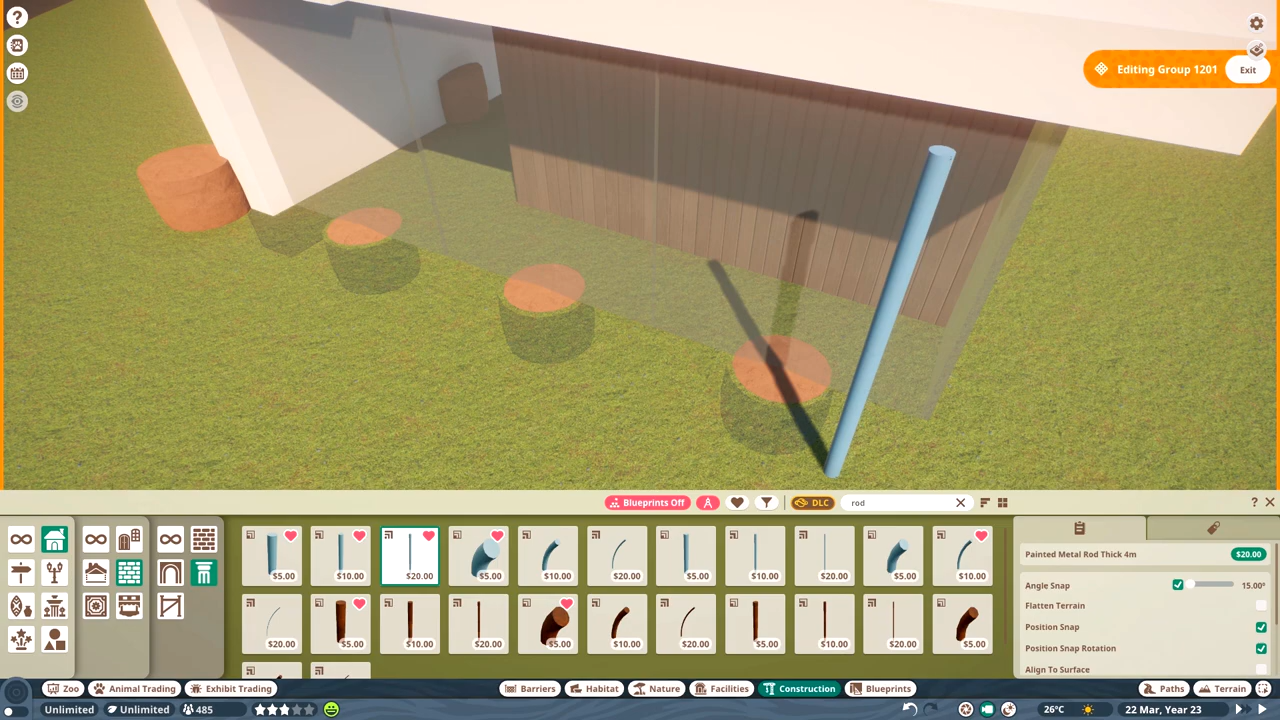 Editing Group 1201
Exit
Blueprints Off
DLC
rod
$5.00 $10.00 $20.00 $5.00 $10.00 $20.00 $5.00 $10.00 $20.00 $5.00 $10.00
$20.00 $5.00 $10.00 $20.00 $5.00 $10.00 $20.00 $5.00 $10.00 $20.00 $5.00
Painted Metal Rod Thick 4m $20.00
Angle Snap 15.00°
Flatten Terrain
Position Snap
Position Snap Rotation
Align To Surface
Zoo Animal Trading Exhibit Trading Barriers Habitat Nature Facilities Construction Blueprints Paths Terrain
Unlimited Unlimited 485 26°C 22 Mar, Year 23